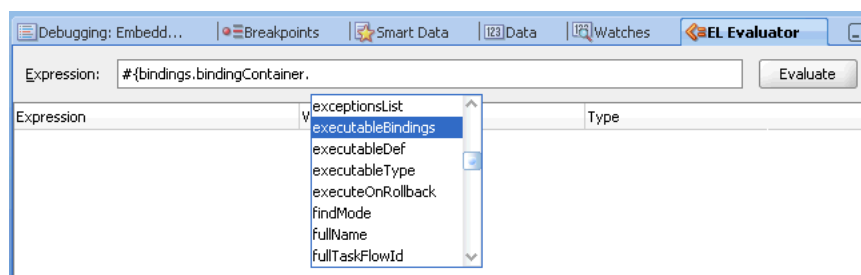 Debugging: Embedd... Breakpoints Smart Data 123 Data Watches EL Evaluator
Expression: #{bindings.bindingContainer. Evaluate
Expression V Type
exceptionsList
executableBindings
executableDef
executableType
executeOnRollback
findMode
fullName
fullTaskFlowId